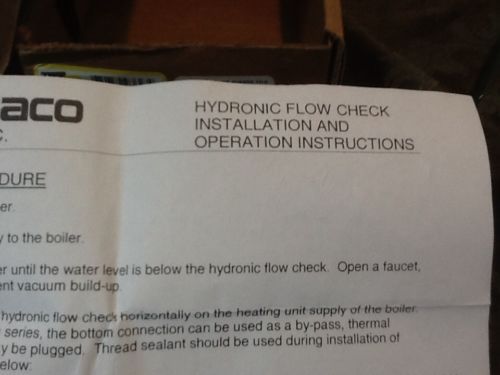 aco
HYDRONIC FLOW CHECK
INSTALLATION AND
OPERATION INSTRUCTIONS
C.
DURE
er.
y to the boiler.
er until the water level is below the hydronic flow check. Open a faucet,
ent vacuum build-up.
hydronic flow check horizontally on the heating unit supply of the boiler.
series, the bottom connection can be used as a by-pass, thermal
y be plugged. Thread sealant should be used during installation of
elow: